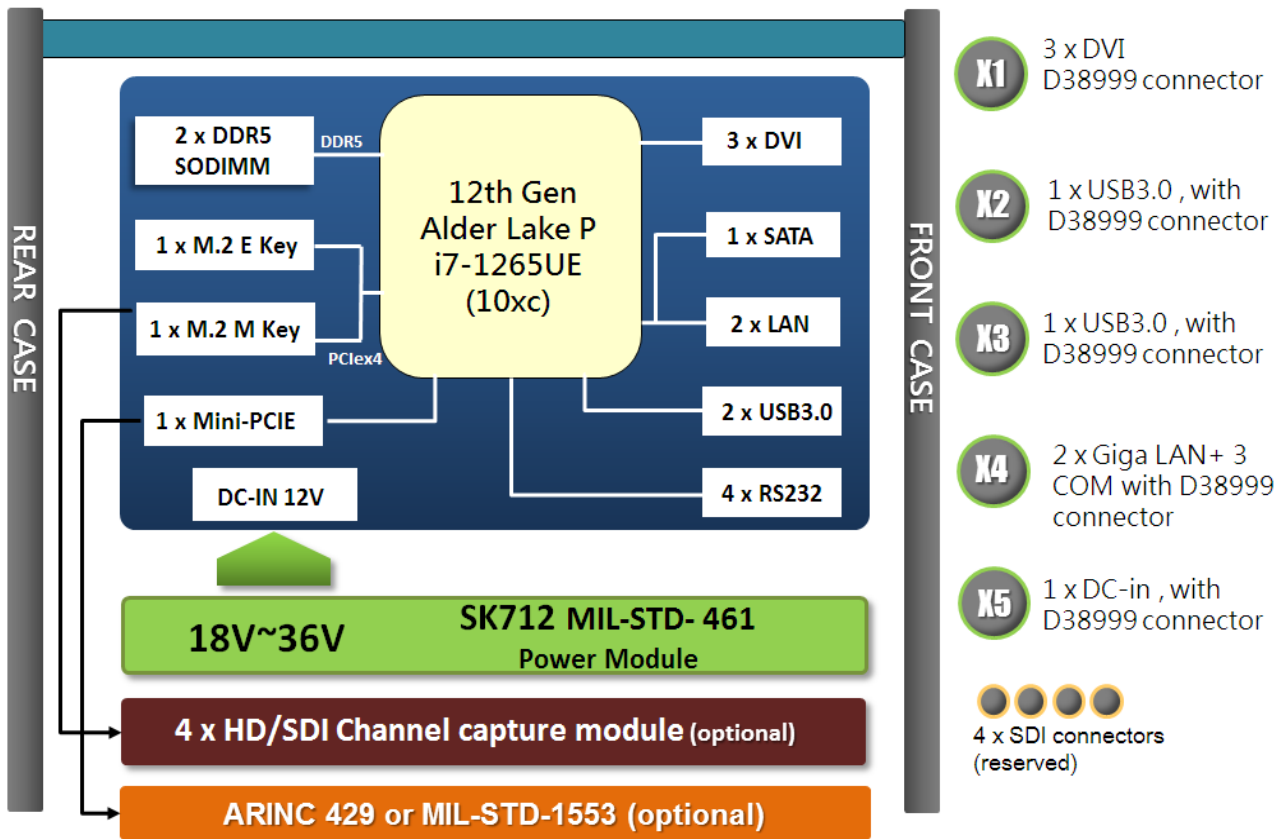 REAR CASE
2 x DDR5
SODIMM
DDR5
1 x M.2 E Key
1 x M.2 M Key
PCIex4
1 x Mini-PCIE
DC-IN 12V
12th Gen
Alder Lake P
i7-1265UE
(10xc)
3 x DVI
1 x SATA
2 x LAN
2 x USB3.0
4 x RS232
18V~36V
SK712 MIL-STD- 461
Power Module
4 x HD/SDI Channel capture module (optional)
ARINC 429 or MIL-STD-1553 (optional)
FRONT CASE
X1
3 x DVI
D38999 connector
X2
1 x USB3.0 , with
D38999 connector
X3
1 x USB3.0 , with
D38999 connector
X4
2 x Giga LAN+ 3
COM with D38999
connector
X5
1 x DC-in , with
D38999 connector
4 x SDI connectors
(reserved)